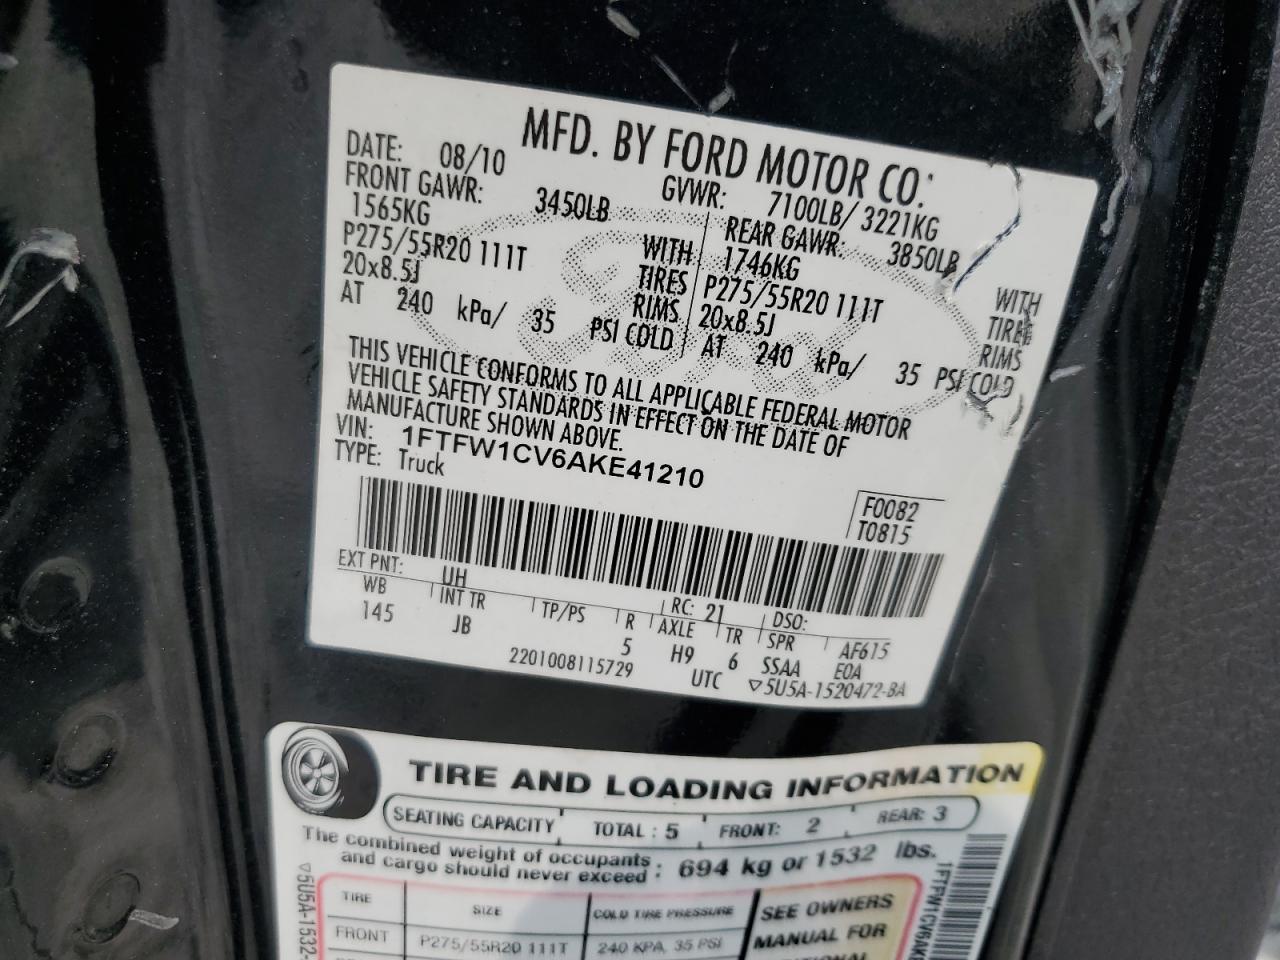 MFD. BY FORD MOTOR CO.
DATE: 08/10 GVWR: 7100LB/ 3221KG
FRONT GAWR: 3450LB REAR GAWR: 3850LB
1565KG WITH 1746KG WITH
P275/55R20 111T TIRES P275/55R20 111T TIRES
20x8.5J RIMS 20x8.5J RIMS
AT 240 kPa/ 35 PSI COLD AT 240 kPa/ 35 PSI COLD
THIS VEHICLE CONFORMS TO ALL APPLICABLE FEDERAL MOTOR
VEHICLE SAFETY STANDARDS IN EFFECT ON THE DATE OF
MANUFACTURE SHOWN ABOVE.
VIN: 1FTFW1CV6AKE41210
TYPE: Truck
F0082
T0815
EXT PNT: UH RC: 21 DSO:
WB INT TR TP/PS R AXLE TR SPR AF615
145 JB 5 H9 6 SSAA E0A
2201008115729 UTC ▽5U5A-1520472-BA
TIRE AND LOADING INFORMATION
SEATING CAPACITY TOTAL : 5 FRONT: 2 REAR: 3
The combined weight of occupants
and cargo should never exceed : 694 kg or 1532 lbs.
TIRE SIZE COLD TIRE PRESSURE SEE OWNERS
FRONT P275/55R20 111T 240 KPA, 35 PSI MANUAL FOR
▽5U5A-1532-
1FTFW1CV6AKE